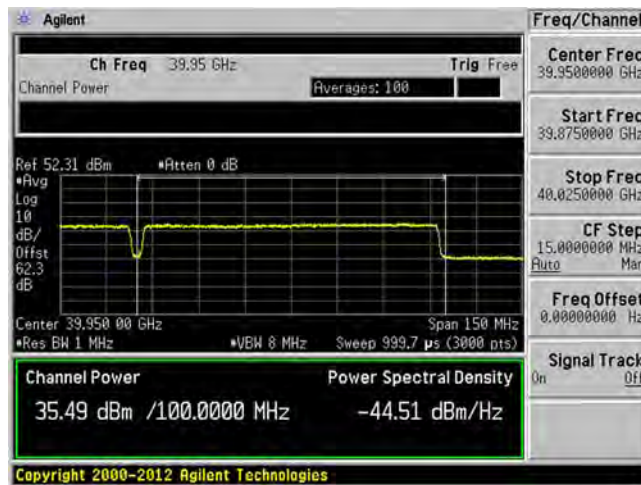 Agilent
Freq/Channel
Ch Freq 39.95 GHz Trig Free
Channel Power
Averages: 100
Center Freq
39.9500000 GHz
Start Freq
39.8750000 GHz
Stop Freq
40.0250000 GHz
CF Step
15.0000000 MHz
Auto Man
Freq Offset
0.00000000 Hz
Signal Track
On Off
Ref 52.31 dBm #Atten 0 dB
#Avg
Log
10
dB/
Offst
62.3
dB
Center 39.950 00 GHz Span 150 MHz
#Res BW 1 MHz #VBW 8 MHz Sweep 999.7 µs (3000 pts)
Channel Power Power Spectral Density
35.49 dBm /100.0000 MHz -44.51 dBm/Hz
Copyright 2000-2012 Agilent Technologies